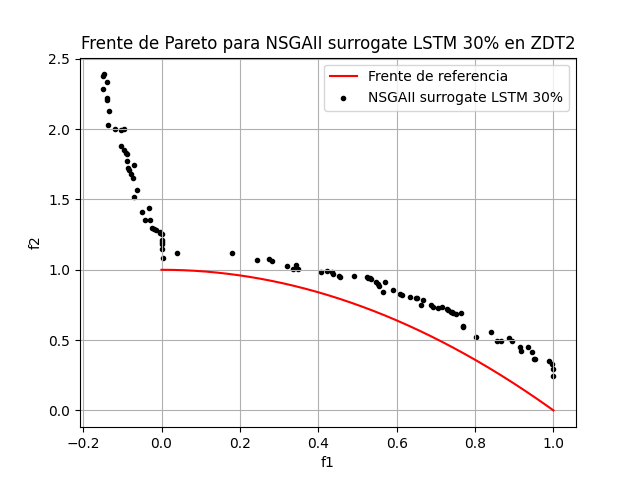 Frente de Pareto para NSGAII surrogate LSTM 30% en ZDT2
Frente de referencia
NSGAII surrogate LSTM 30%
2.5
2.0
1.5
1.0
0.5
0.0
f2
−0.2 0.0 0.2 0.4 0.6 0.8 1.0
f1